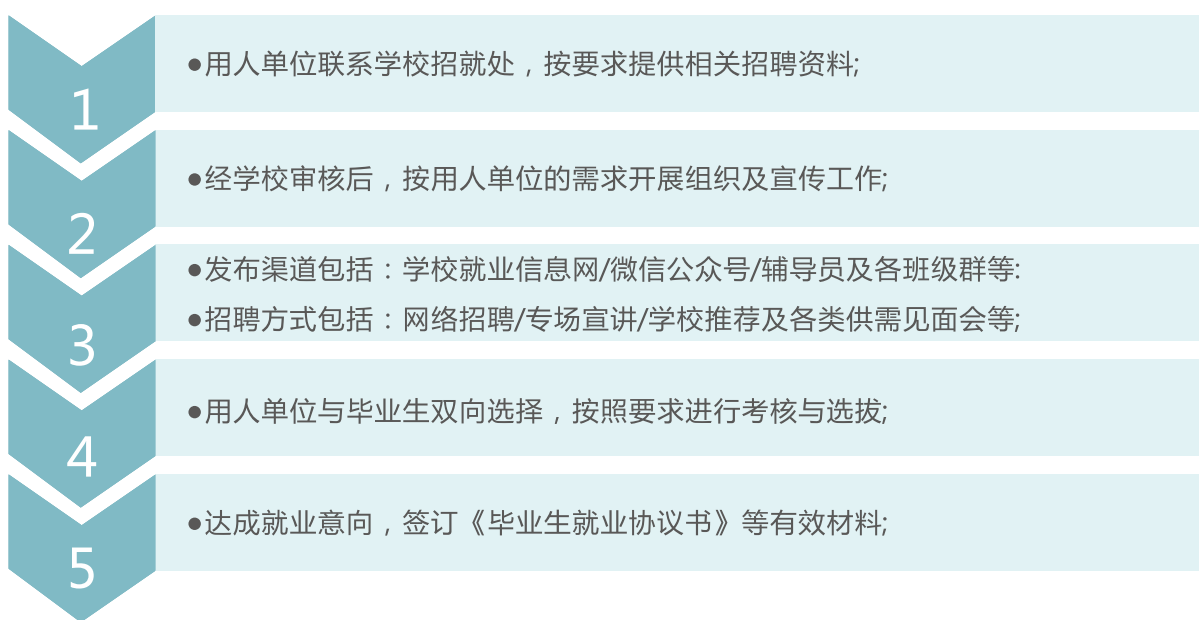 1
●用人单位联系学校招就处，按要求提供相关招聘资料;
2
●经学校审核后，按用人单位的需求开展组织及宣传工作;
3
●发布渠道包括：学校就业信息网/微信公众号/辅导员及各班级群等:
●招聘方式包括：网络招聘/专场宣讲/学校推荐及各类供需见面会等;
4
●用人单位与毕业生双向选择，按照要求进行考核与选拔;
5
●达成就业意向，签订《毕业生就业协议书》等有效材料;